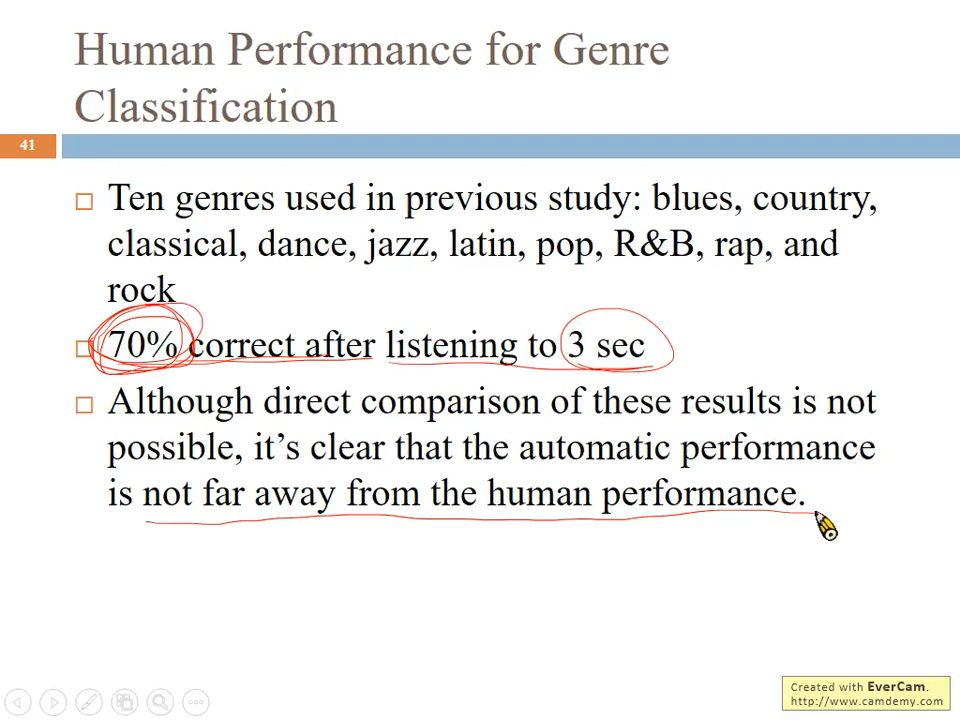 Human Performance for Genre
Classification
41
Ten genres used in previous study: blues, country,
classical, dance, jazz, latin, pop, R&B, rap, and
rock
70% correct after listening to 3 sec
Although direct comparison of these results is not
possible, it's clear that the automatic performance
is not far away from the human performance.
Created with EverCam.
http://www.camdemy.com